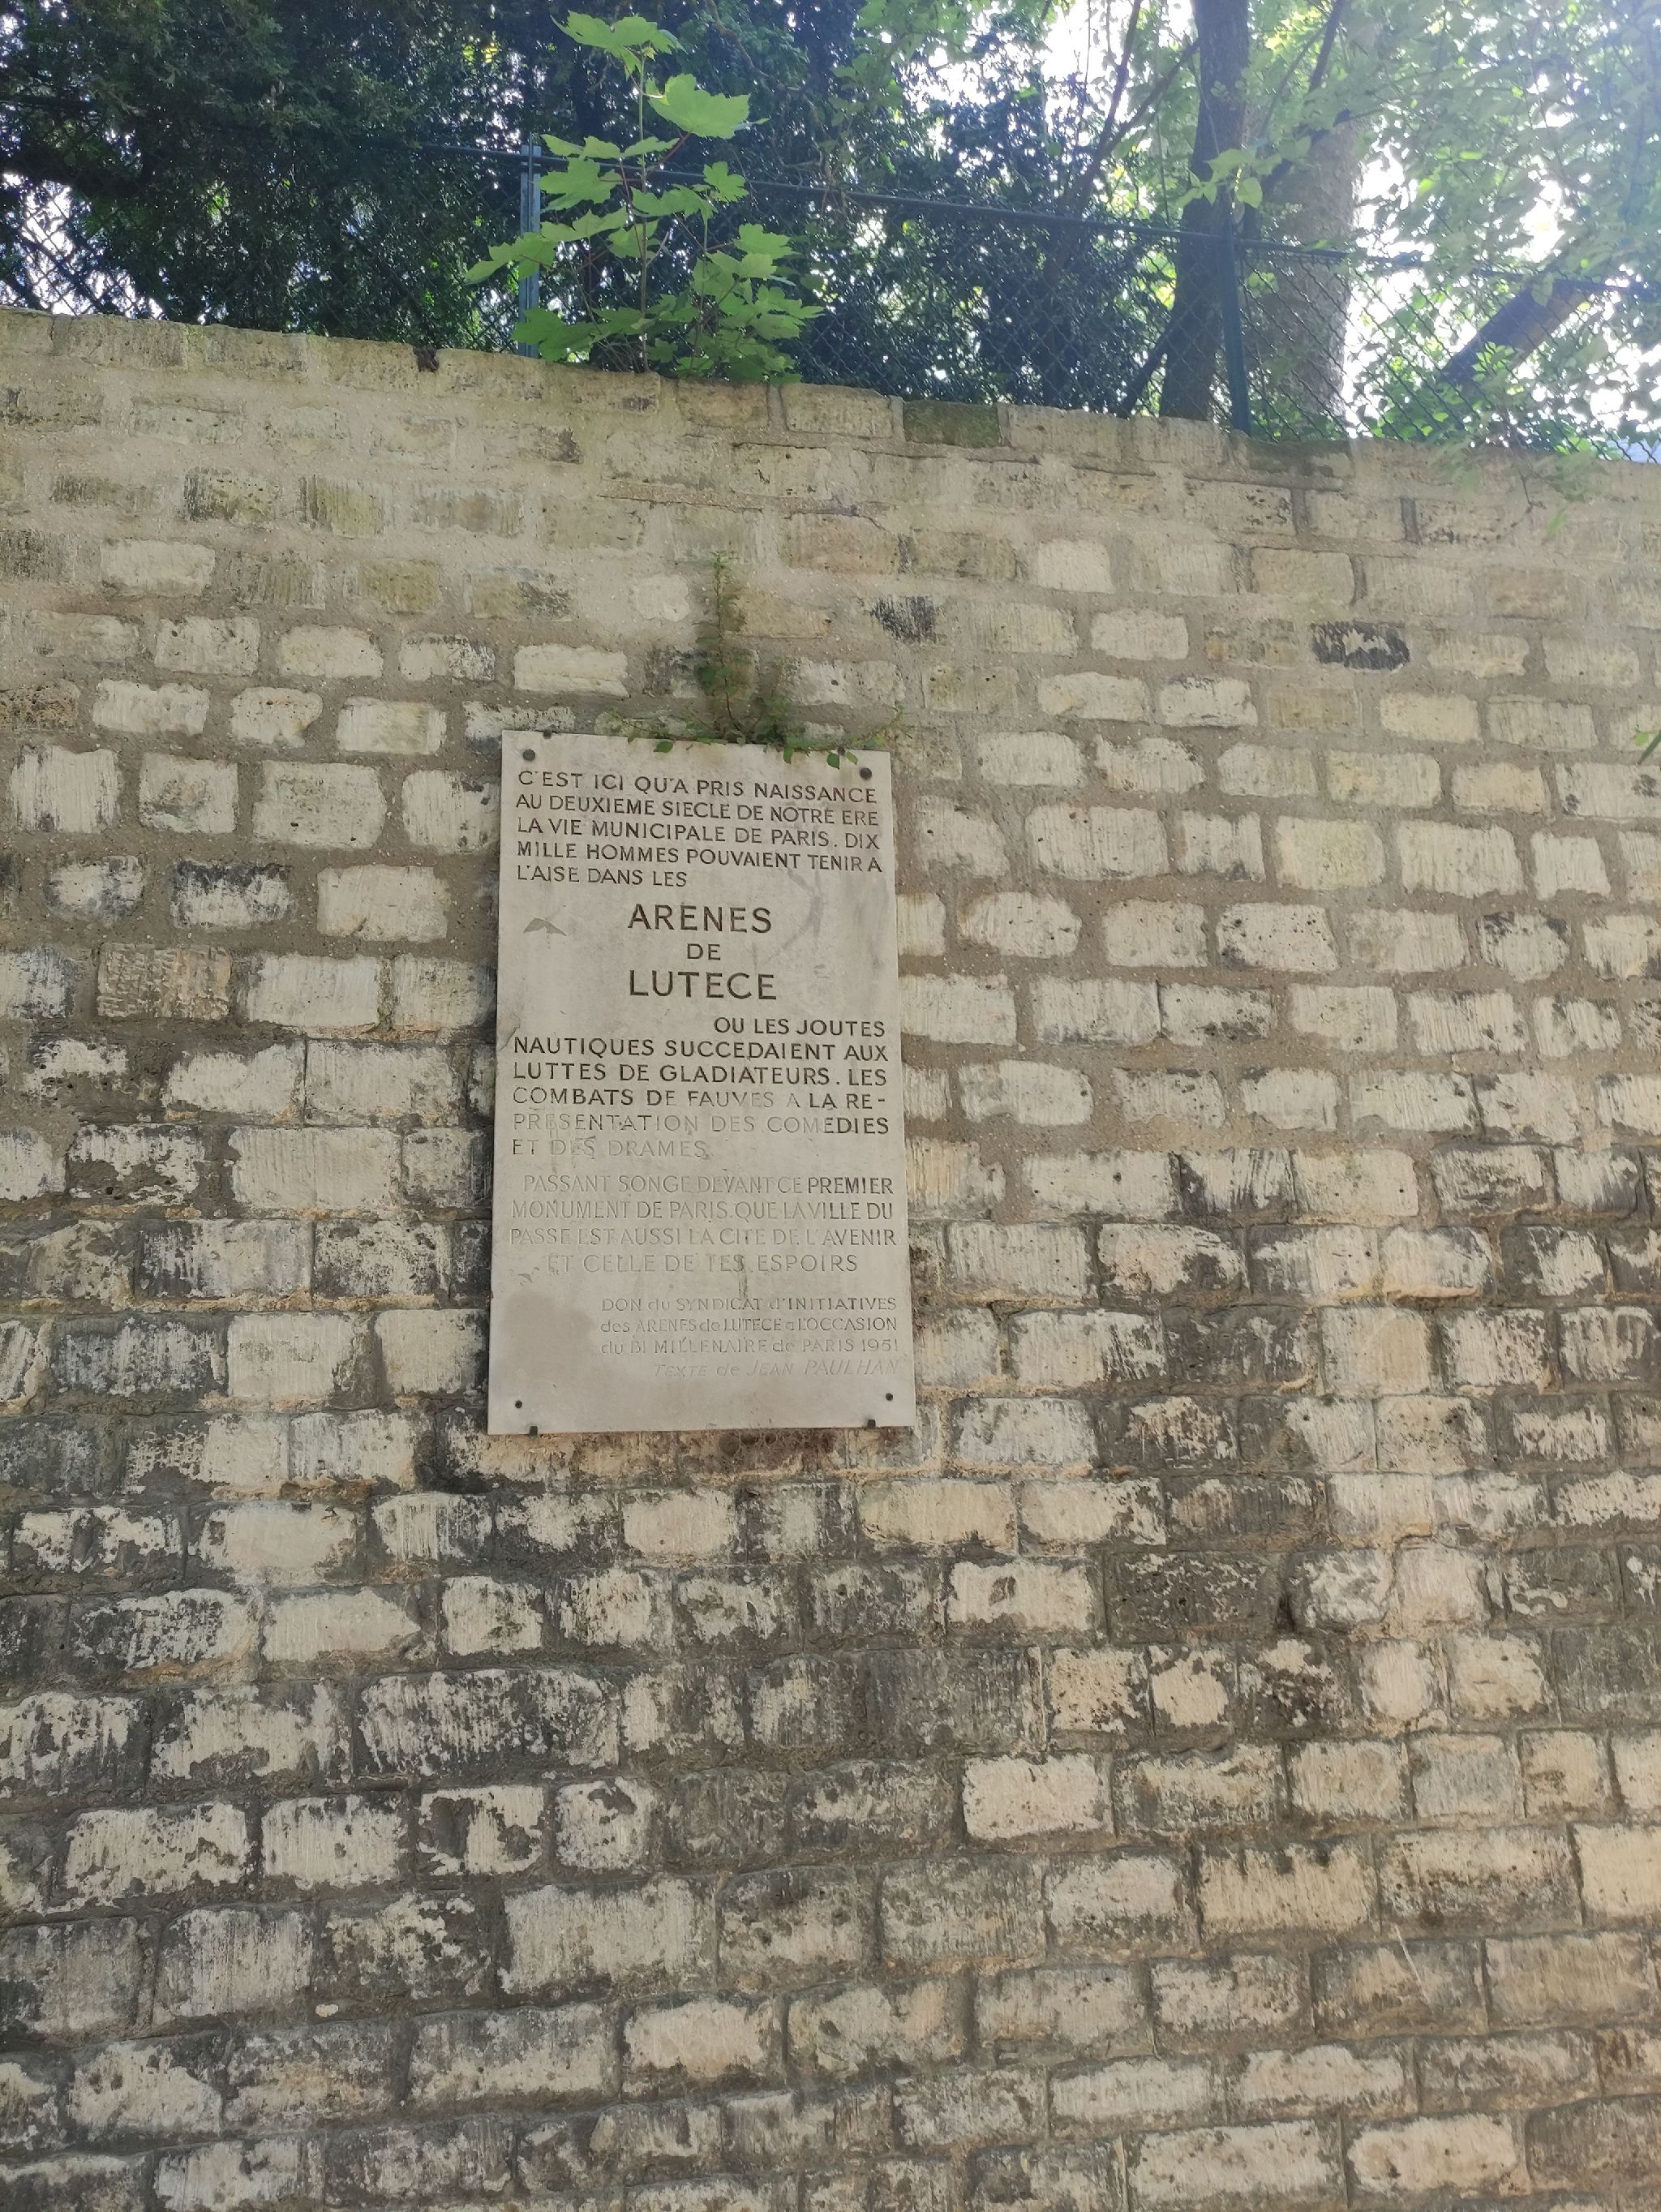 C'EST ICI QU'A PRIS NAISSANCE
AU DEUXIEME SIECLE DE NOTRE ERE
LA VIE MUNICIPALE DE PARIS. DIX
MILLE HOMMES POUVAIENT TENIR A
L'AISE DANS LES
ARENES
DE
LUTECE
OU LES JOUTES
NAUTIQUES SUCCEDAIENT AUX
LUTTES DE GLADIATEURS. LES
COMBATS DE FAUVES A LA RE-
PRESENTATION DES COMEDIES
ET DES DRAMES
PASSANT SONGE DEVANT CE PREMIER
MONUMENT DE PARIS QUE LA VILLE DU
PASSE EST AUSSI LA CITE DE L'AVENIR
ET CELLE DE TES ESPOIRS
DON du SYNDICAT d'INITIATIVES
des ARENES de LUTECE a L'OCCASION
du BI MILLENAIRE de PARIS 1951
TEXTE de JEAN PAULHAN